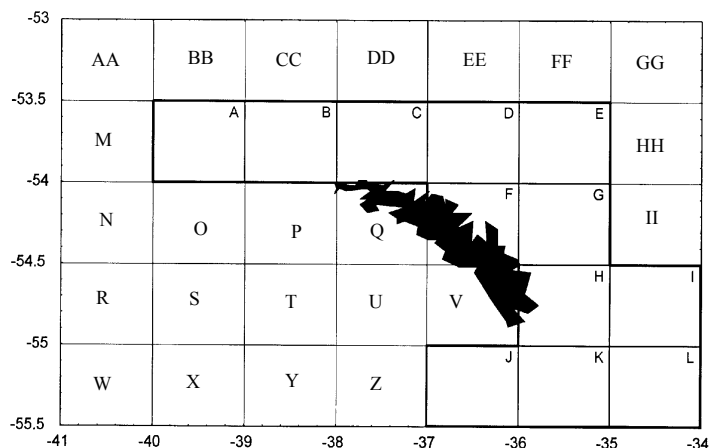 -53
AA BB CC DD EE FF GG
-53.5
A B C D E
M HH
-54
F G
N O P Q II
-54.5
H I
R S T U V
-55
J K L
W X Y Z
-55.5
-41 -40 -39 -38 -37 -36 -35 -34